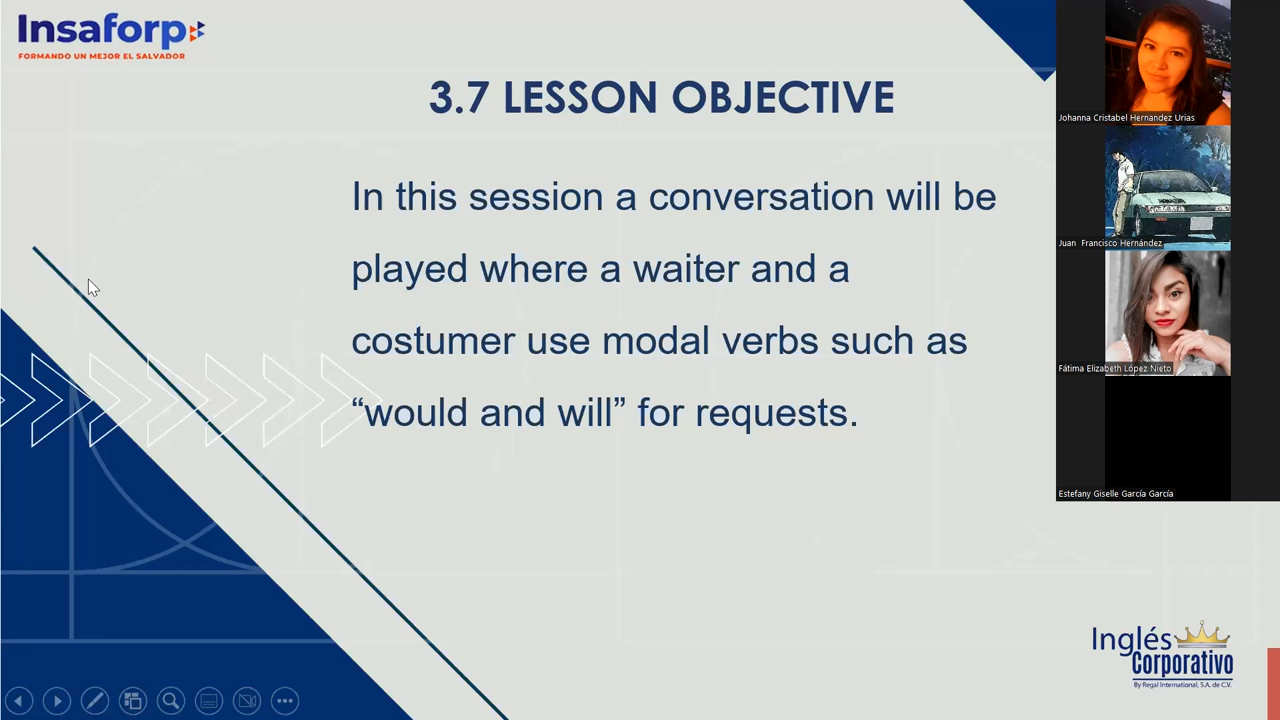 Insaforp
FORMANDO UN MEJOR EL SALVADOR
3.7 LESSON OBJECTIVE
In this session a conversation will be
played where a waiter and a
costumer use modal verbs such as
“would and will” for requests.
Johanna Cristabel Hernandez Urias
Juan Francisco Hernández
Fátima Elizabeth López Nieto
Estefany Giselle García García
Inglés
Corporativo
By Regal International, S.A. de C.V.